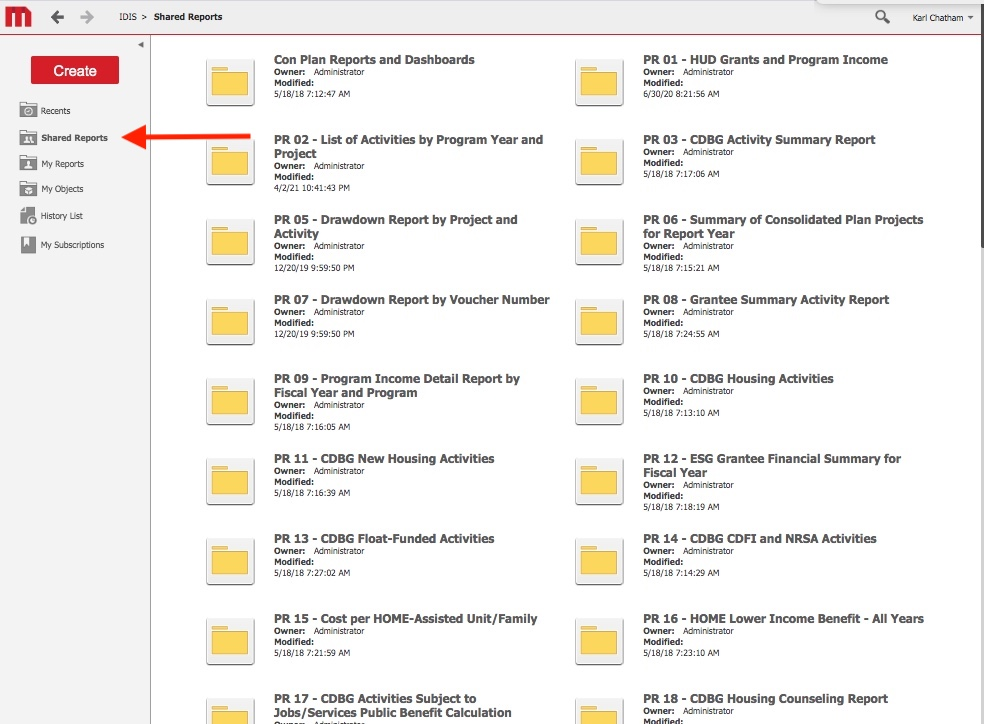 IDIS > Shared Reports
Karl Chatham
Create
Recents
Shared Reports
My Reports
My Objects
History List
My Subscriptions
Con Plan Reports and Dashboards
Owner: Administrator
Modified:
5/18/18 7:12:47 AM
PR 01 - HUD Grants and Program Income
Owner: Administrator
Modified:
6/30/20 8:21:56 AM
PR 02 - List of Activities by Program Year and
Project
Owner: Administrator
Modified:
4/2/21 10:41:43 PM
PR 03 - CDBG Activity Summary Report
Owner: Administrator
Modified:
5/18/18 7:17:06 AM
PR 05 - Drawdown Report by Project and
Activity
Owner: Administrator
Modified:
12/20/19 9:59:50 PM
PR 06 - Summary of Consolidated Plan Projects
for Report Year
Owner: Administrator
Modified:
5/18/18 7:15:21 AM
PR 07 - Drawdown Report by Voucher Number
Owner: Administrator
Modified:
12/20/19 9:59:50 PM
PR 08 - Grantee Summary Activity Report
Owner: Administrator
Modified:
5/18/18 7:24:55 AM
PR 09 - Program Income Detail Report by
Fiscal Year and Program
Owner: Administrator
Modified:
5/18/18 7:16:05 AM
PR 10 - CDBG Housing Activities
Owner: Administrator
Modified:
5/18/18 7:13:10 AM
PR 11 - CDBG New Housing Activities
Owner: Administrator
Modified:
5/18/18 7:16:39 AM
PR 12 - ESG Grantee Financial Summary for
Fiscal Year
Owner: Administrator
Modified:
5/18/18 7:18:19 AM
PR 13 - CDBG Float-Funded Activities
Owner: Administrator
Modified:
5/18/18 7:27:02 AM
PR 14 - CDBG CDFI and NRSA Activities
Owner: Administrator
Modified:
5/18/18 7:14:29 AM
PR 15 - Cost per HOME-Assisted Unit/Family
Owner: Administrator
Modified:
5/18/18 7:21:59 AM
PR 16 - HOME Lower Income Benefit - All Years
Owner: Administrator
Modified:
5/18/18 7:23:10 AM
PR 17 - CDBG Activities Subject to
Jobs/Services Public Benefit Calculation
Owner: Administrator
PR 18 - CDBG Housing Counseling Report
Owner: Administrator
Modified: